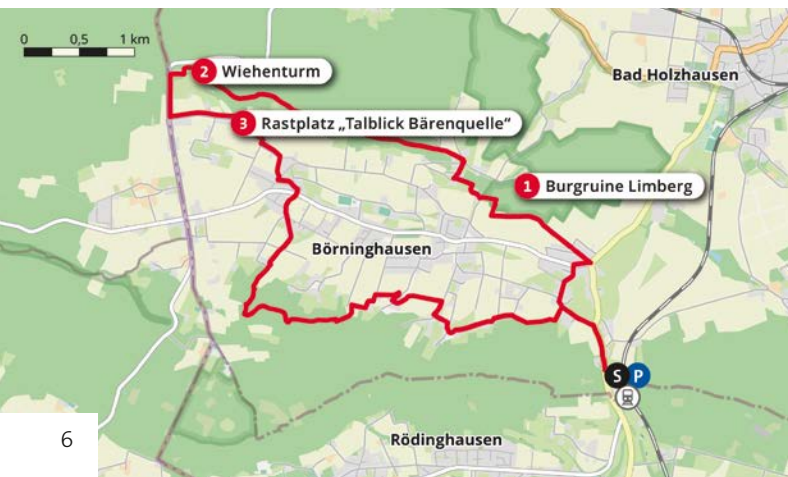 0 0,5 1 km
2 Wiehenturm
Bad Holzhausen
3 Rastplatz „Talblick Bärenquelle“
1 Burgruine Limberg
Börninghausen
S P
Rödinghausen
6